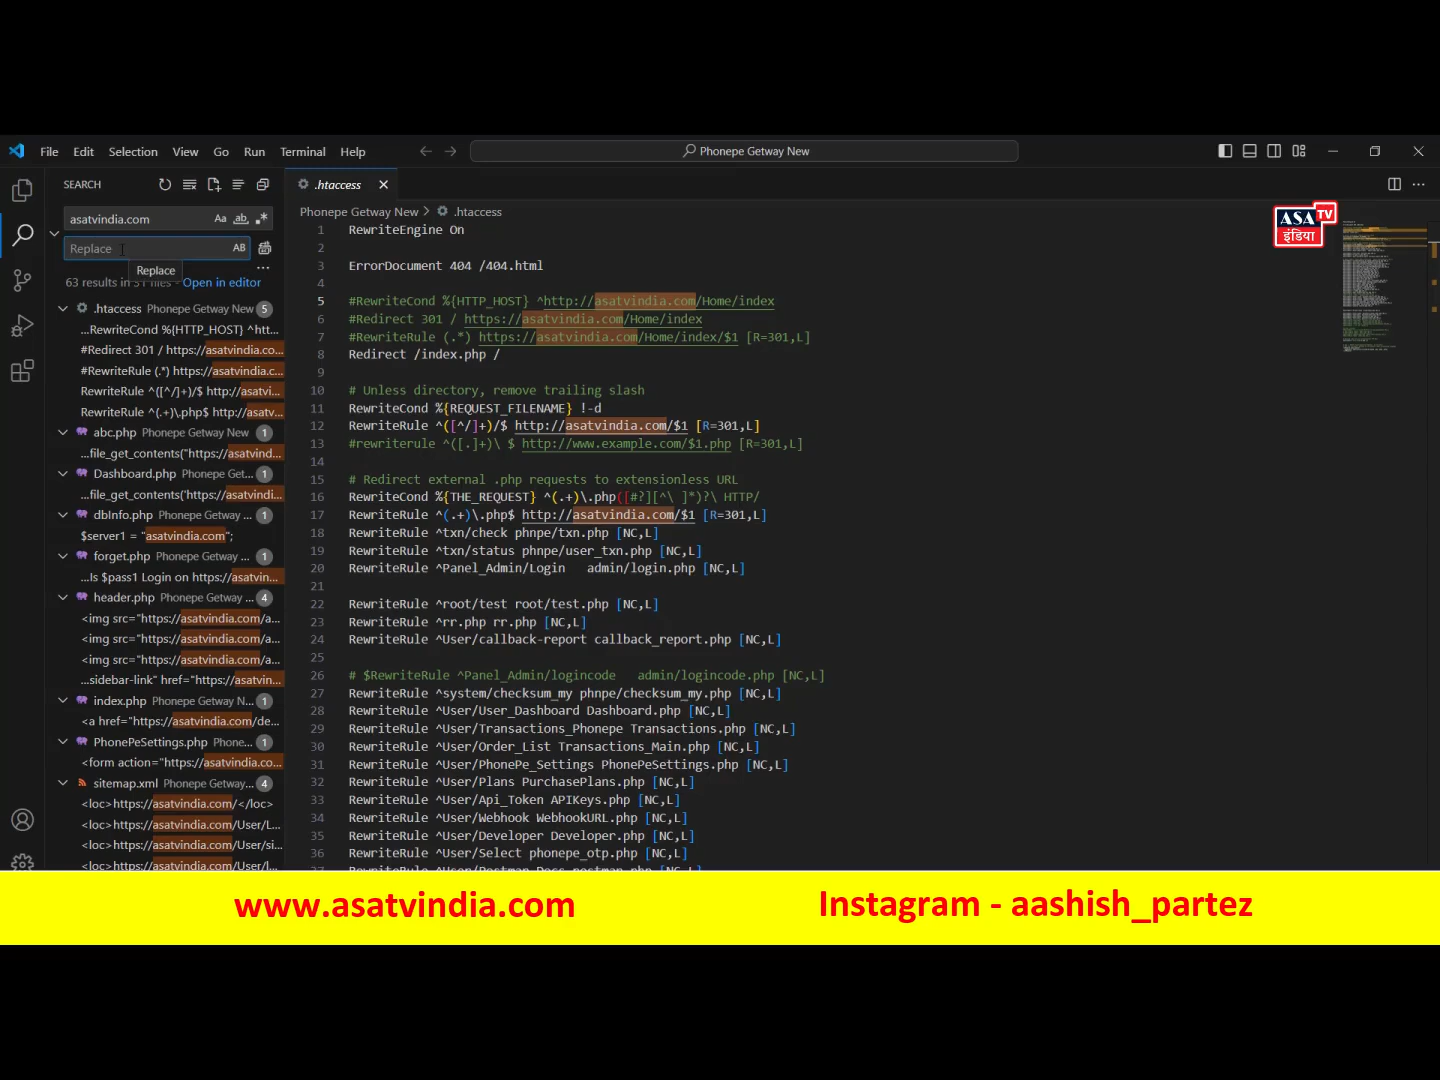 File Edit Selection View Go Run Terminal Help
Phonepe Getway New
SEARCH
asatvindia.com
Aa ab .*
Replace
AB
Replace
63 results in 31 files - Open in editor
.htaccess Phonepe Getway New 5
...RewriteCond %{HTTP_HOST} ^htt...
#Redirect 301 / https://asatvindia.co...
#RewriteRule (.*) https://asatvindia.c...
RewriteRule ^([^/]+)/$ http://asatvi...
RewriteRule ^(.+)\.php$ http://asatv...
abc.php Phonepe Getway New 1
...file_get_contents("https://asatvind...
Dashboard.php Phonepe Get... 1
...file_get_contents('https://asatvindi...
dbInfo.php Phonepe Getway ... 1
$server1 = "asatvindia.com";
forget.php Phonepe Getway ... 1
...ls $pass1 Login on https://asatvin...
header.php Phonepe Getway ... 4
<img src="https://asatvindia.com/a...
<img src="https://asatvindia.com/a...
<img src="https://asatvindia.com/a...
...sidebar-link" href="https://asatvin...
index.php Phonepe Getway N... 1
<a href="https://asatvindia.com/de...
PhonePeSettings.php Phone... 1
<form action="https://asatvindia.co...
sitemap.xml Phonepe Getway... 4
<loc>https://asatvindia.com/</loc>
<loc>https://asatvindia.com/User/L...
<loc>https://asatvindia.com/User/si...
<loc>https://asatvindia.com/User/l...
.htaccess
Phonepe Getway New > .htaccess
1 RewriteEngine On
2
3 ErrorDocument 404 /404.html
4
5 #RewriteCond %{HTTP_HOST} ^http://asatvindia.com/Home/index
6 #Redirect 301 / https://asatvindia.com/Home/index
7 #RewriteRule (.*) https://asatvindia.com/Home/index/$1 [R=301,L]
8 Redirect /index.php /
9
10 # Unless directory, remove trailing slash
11 RewriteCond %{REQUEST_FILENAME} !-d
12 RewriteRule ^([^/]+)/$ http://asatvindia.com/$1 [R=301,L]
13 #rewriterule ^([.]+)\ $ http://www.example.com/$1.php [R=301,L]
14
15 # Redirect external .php requests to extensionless URL
16 RewriteCond %{THE_REQUEST} ^(.+)\.php([#?][^\ ]*)?\ HTTP/
17 RewriteRule ^(.+)\.php$ http://asatvindia.com/$1 [R=301,L]
18 RewriteRule ^txn/check phnpe/txn.php [NC,L]
19 RewriteRule ^txn/status phnpe/user_txn.php [NC,L]
20 RewriteRule ^Panel_Admin/Login admin/login.php [NC,L]
21
22 RewriteRule ^root/test root/test.php [NC,L]
23 RewriteRule ^rr.php rr.php [NC,L]
24 RewriteRule ^User/callback-report callback_report.php [NC,L]
25
26 # $RewriteRule ^Panel_Admin/logincode admin/logincode.php [NC,L]
27 RewriteRule ^system/checksum_my phnpe/checksum_my.php [NC,L]
28 RewriteRule ^User/User_Dashboard Dashboard.php [NC,L]
29 RewriteRule ^User/Transactions_Phonepe Transactions.php [NC,L]
30 RewriteRule ^User/Order_List Transactions_Main.php [NC,L]
31 RewriteRule ^User/PhonePe_Settings PhonePeSettings.php [NC,L]
32 RewriteRule ^User/Plans PurchasePlans.php [NC,L]
33 RewriteRule ^User/Api_Token APIKeys.php [NC,L]
34 RewriteRule ^User/Webhook WebhookURL.php [NC,L]
35 RewriteRule ^User/Developer Developer.php [NC,L]
36 RewriteRule ^User/Select phonepe_otp.php [NC,L]
ASA TV
इंडिया
www.asatvindia.com
Instagram - aashish_partez